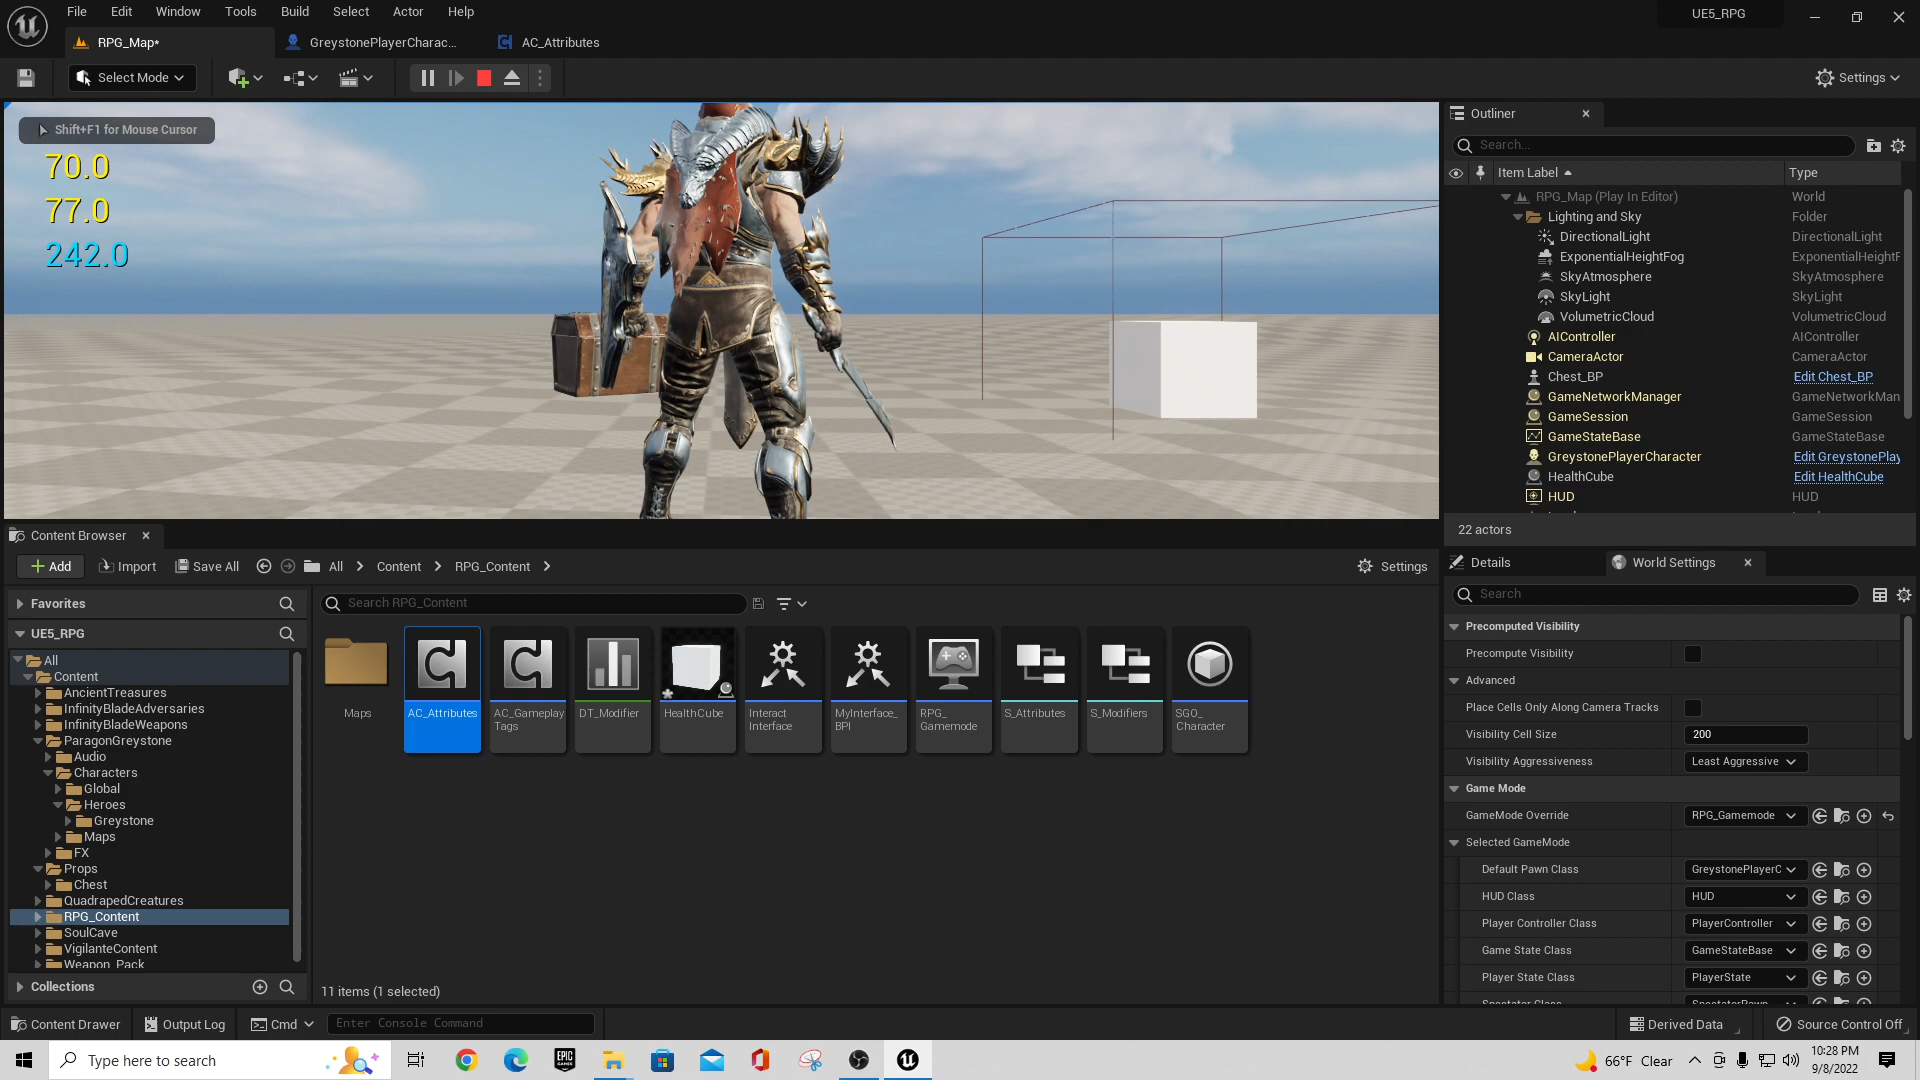 File Edit Window Tools Build Select Actor Help
UE5_RPG
RPG_Map*
GreystonePlayerCharac...
AC_Attributes
Select Mode
Settings
Shift+F1 for Mouse Cursor
70.0
77.0
242.0
Outliner
Search...
Item Label Type
RPG_Map (Play In Editor) World
Lighting and Sky Folder
DirectionalLight DirectionalLight
ExponentialHeightFog ExponentialHeightF
SkyAtmosphere SkyAtmosphere
SkyLight SkyLight
VolumetricCloud VolumetricCloud
AIController AIController
CameraActor CameraActor
Chest_BP Edit Chest_BP
GameNetworkManager GameNetworkMan
GameSession GameSession
GameStateBase GameStateBase
GreystonePlayerCharacter Edit GreystonePlay
HealthCube Edit HealthCube
HUD HUD
22 actors
Content Browser
Add Import Save All All Content RPG_Content Settings
Favorites
UE5_RPG
All
Content
AncientTreasures
InfinityBladeAdversaries
InfinityBladeWeapons
ParagonGreystone
Audio
Characters
Global
Heroes
Greystone
Maps
FX
Props
Chest
QuadrapedCreatures
RPG_Content
SoulCave
VigilanteContent
Weapon_Pack
Collections
Search RPG_Content
Maps
AC_Attributes
AC_Gameplay
Tags
DT_Modifier
HealthCube
Interact
Interface
MyInterface_
BPI
RPG_
Gamemode
S_Attributes
S_Modifiers
SGO_
Character
11 items (1 selected)
Details
World Settings
Search
Precomputed Visibility
Precompute Visibility
Advanced
Place Cells Only Along Camera Tracks
Visibility Cell Size 200
Visibility Aggressiveness Least Aggressive
Game Mode
GameMode Override RPG_Gamemode
Selected GameMode
Default Pawn Class GreystonePlayerC
HUD Class HUD
Player Controller Class PlayerController
Game State Class GameStateBase
Player State Class PlayerState
Spectator Class SpectatorPawn
Content Drawer Output Log Cmd Enter Console Command
Derived Data Source Control Off
Type here to search
EPIC
GAMES
66°F Clear
10:28 PM
9/8/2022